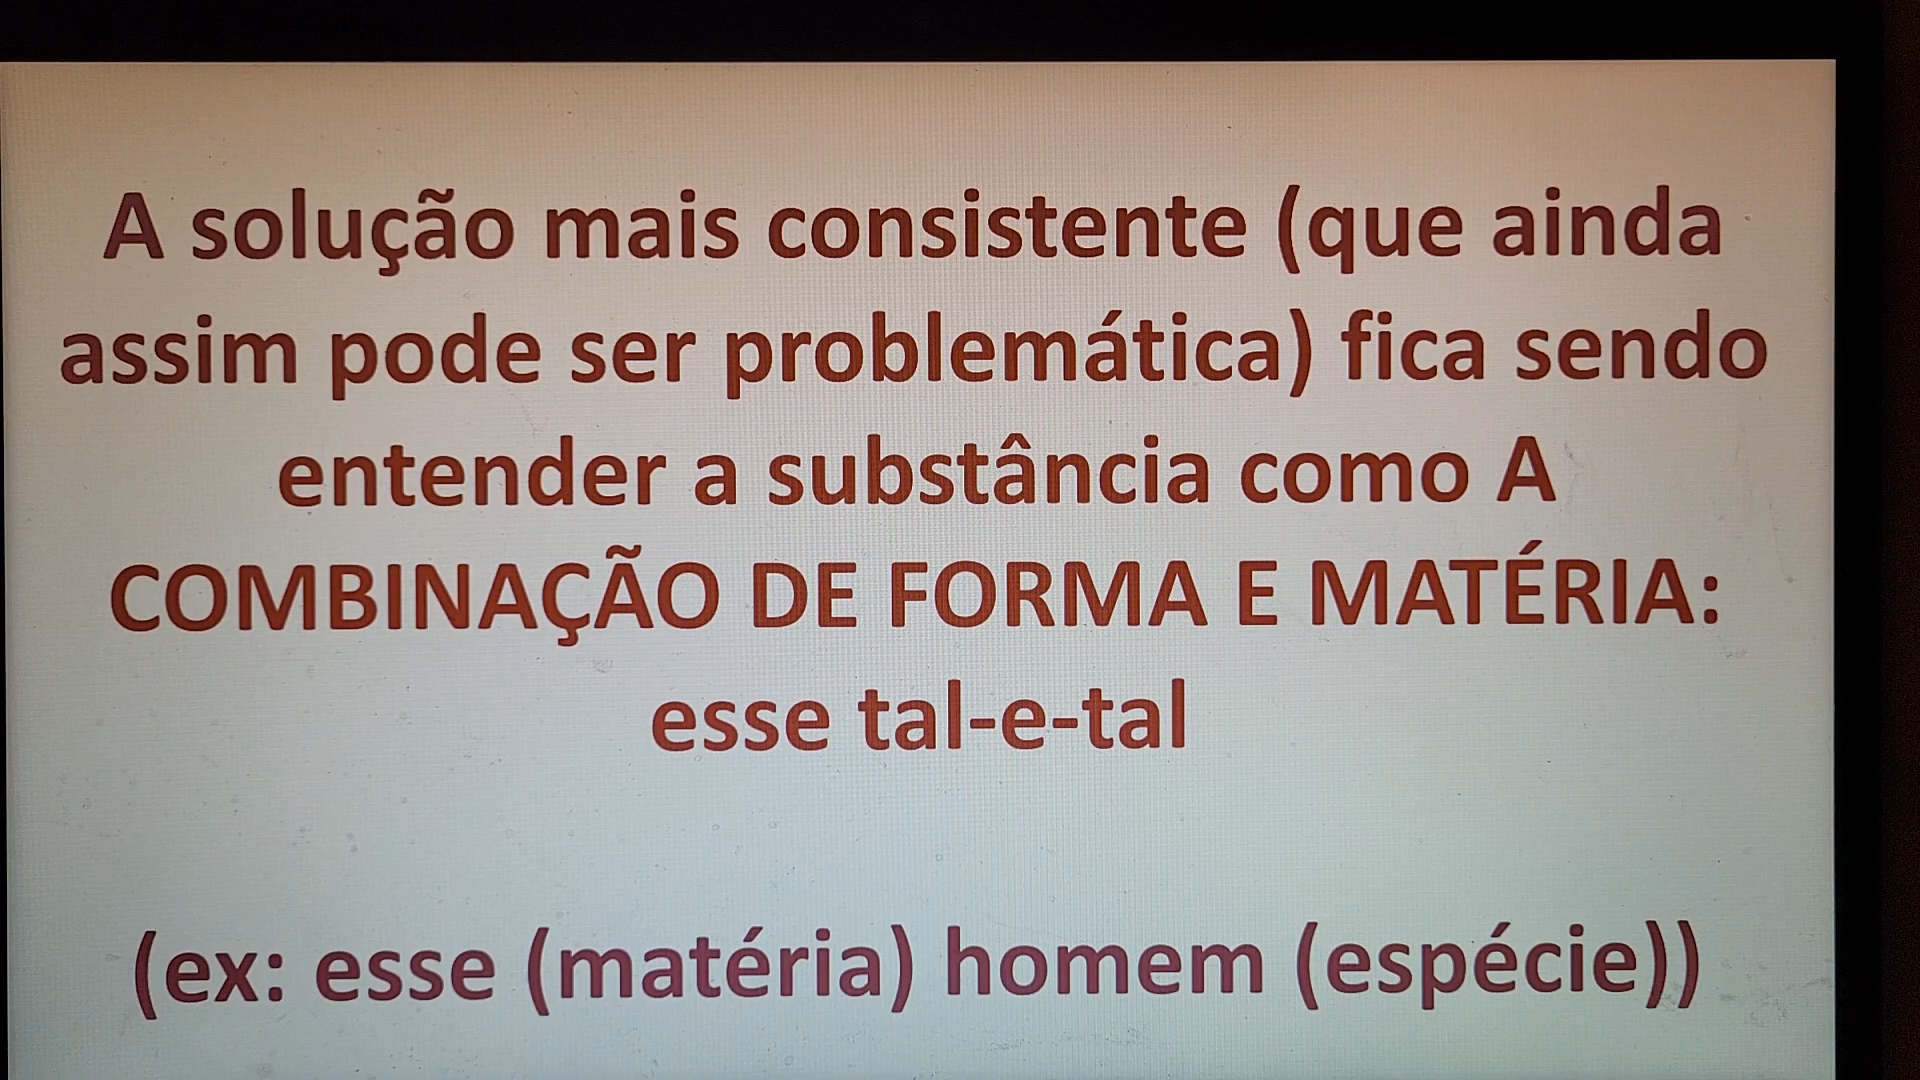 A solução mais consistente (que ainda
assim pode ser problemática) fica sendo
entender a substância como A
COMBINAÇÃO DE FORMA E MATÉRIA:
esse tal-e-tal
(ex: esse (matéria) homem (espécie))